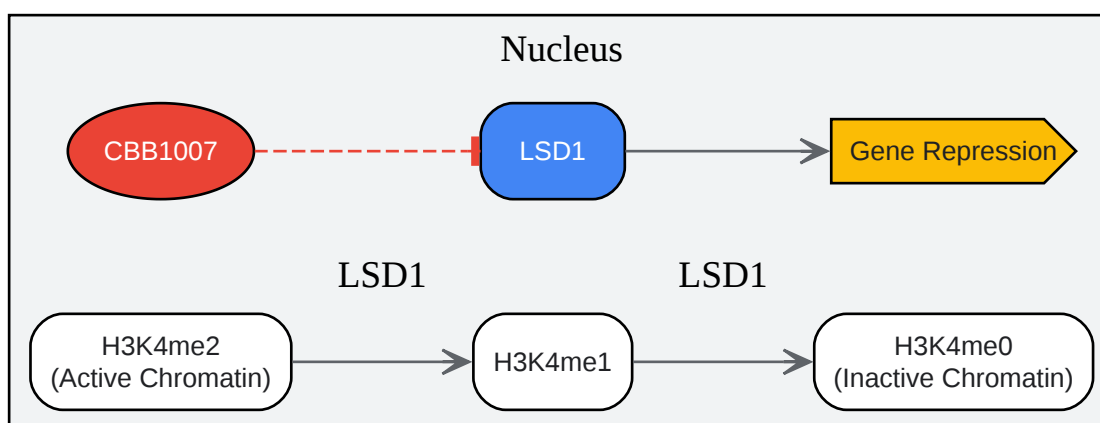 Nucleus
CBB1007
LSD1
Gene Repression
LSD1
LSD1
H3K4me2
(Active Chromatin)
H3K4me1
H3K4me0
(Inactive Chromatin)